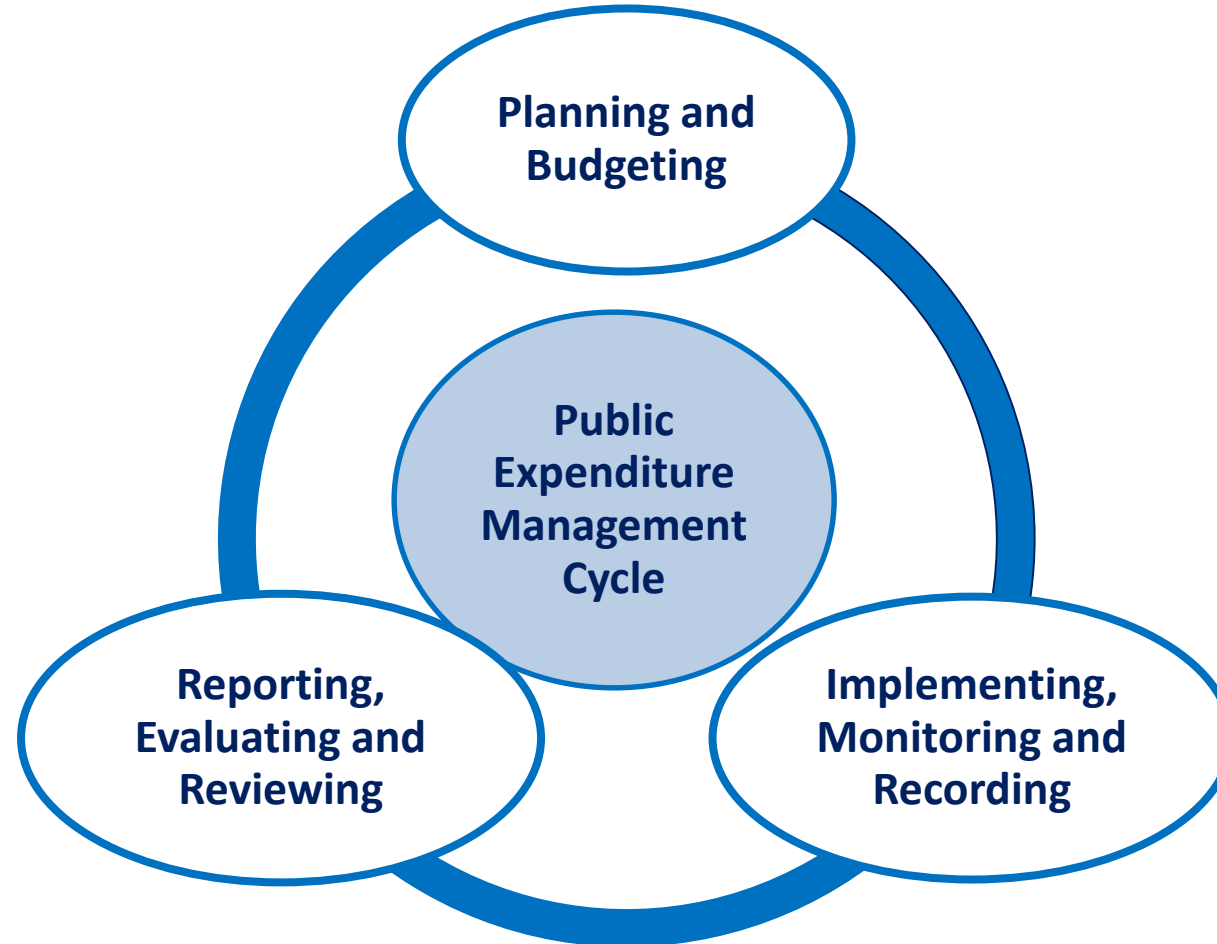 Planning and
Budgeting
Public
Expenditure
Management
Cycle
Reporting,
Evaluating and
Reviewing
Implementing,
Monitoring and
Recording